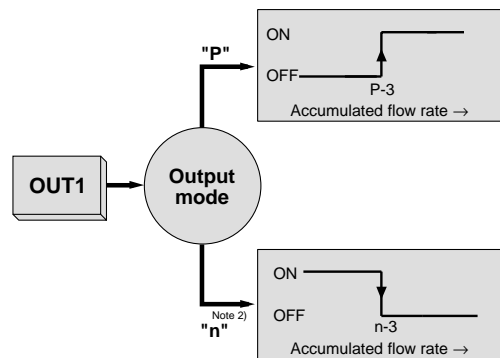 "P"
ON
OFF
P-3
Accumulated flow rate →
OUT1
Output
mode
ON
OFF
n-3
Accumulated flow rate →
Note 2)
"n"